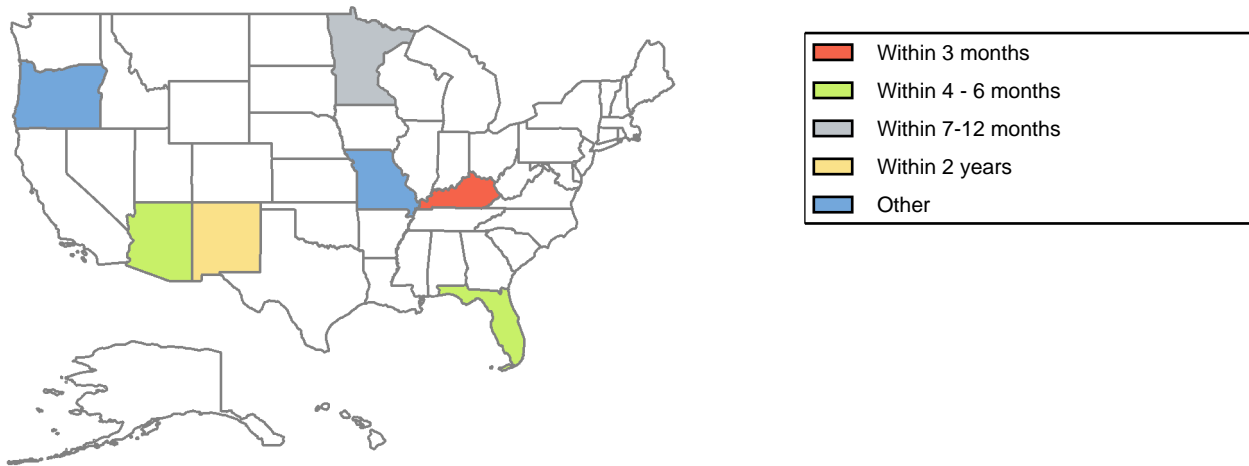 Within 3 months
Within 4 - 6 months
Within 7-12 months
Within 2 years
Other